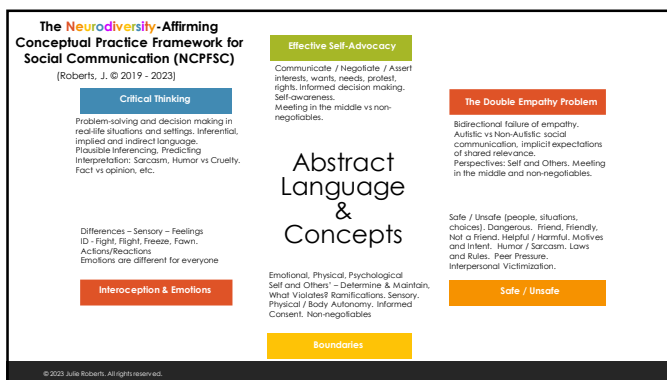 The Neurodiversity-Affirming
Conceptual Practice Framework for
Social Communication (NCPFSC)
(Roberts, J. © 2019 - 2023)
Critical Thinking
Problem-solving and decision making in
real-life situations and settings. Inferential,
implied and indirect language.
Plausible Inferencing, Predicting
Interpretation: Sarcasm, Humor vs Cruelty.
Fact vs opinion, etc.
Effective Self-Advocacy
Communicate / Negotiate / Assert
interests, wants, needs, protest,
rights. Informed decision making.
Self-awareness.
Meeting in the middle vs non-
negotiables.
The Double Empathy Problem
Bidirectional failure of empathy.
Autistic vs Non-Autistic social
communication, implicit expectations
of shared relevance.
Perspectives: Self and Others. Meeting
in the middle and non-negotiables.
Abstract
Language
&
Concepts
Differences – Sensory – Feelings
ID - Fight, Flight, Freeze, Fawn.
Actions/Reactions
Emotions are different for everyone
Interoception & Emotions
Emotional, Physical, Psychological
Self and Others' – Determine & Maintain,
What Violates? Ramifications. Sensory.
Physical / Body Autonomy. Informed
Consent. Non-negotiables
Boundaries
Safe / Unsafe (people, situations,
choices). Dangerous. Friend, Friendly,
Not a Friend. Helpful / Harmful. Motives
and Intent. Humor / Sarcasm. Laws
and Rules. Peer Pressure.
Interpersonal Victimization.
Safe / Unsafe
© 2023 Julie Roberts. All rights reserved.